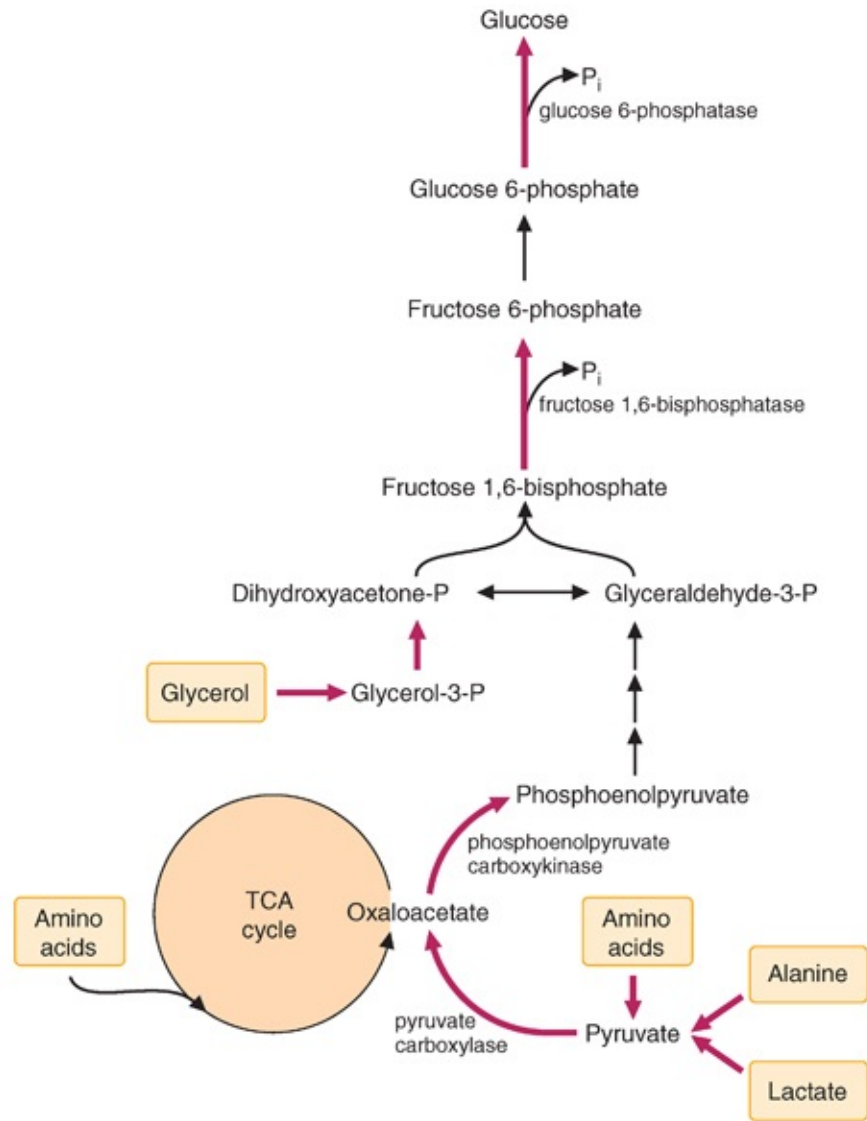 Glucose
Pi
glucose 6-phosphatase
Glucose 6-phosphate
Fructose 6-phosphate
Pi
fructose 1,6-bisphosphatase
Fructose 1,6-bisphosphate
Dihydroxyacetone-P
Glyceraldehyde-3-P
Glycerol
Glycerol-3-P
Phosphoenolpyruvate
phosphoenolpyruvate
carboxykinase
TCA
cycle
Oxaloacetate
Amino
acids
Amino
acids
Alanine
pyruvate
carboxylase
Pyruvate
Lactate